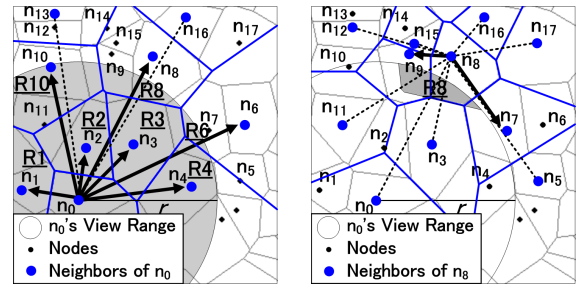 n13
n12
n14
n15
n16
n17
n10
n9
n8
R10
R8
n11
R2
n2
R3
n3
n7
R6
n6
R1
n1
n4
R4
n5
n0
r
n0's View Range
Nodes
Neighbors of n0
n13
n12
n14
n15
n16
n17
n10
n9
n8
R8
n11
n7
n6
n2
n3
n1
n4
n5
n0
r
n0's View Range
Nodes
Neighbors of n8